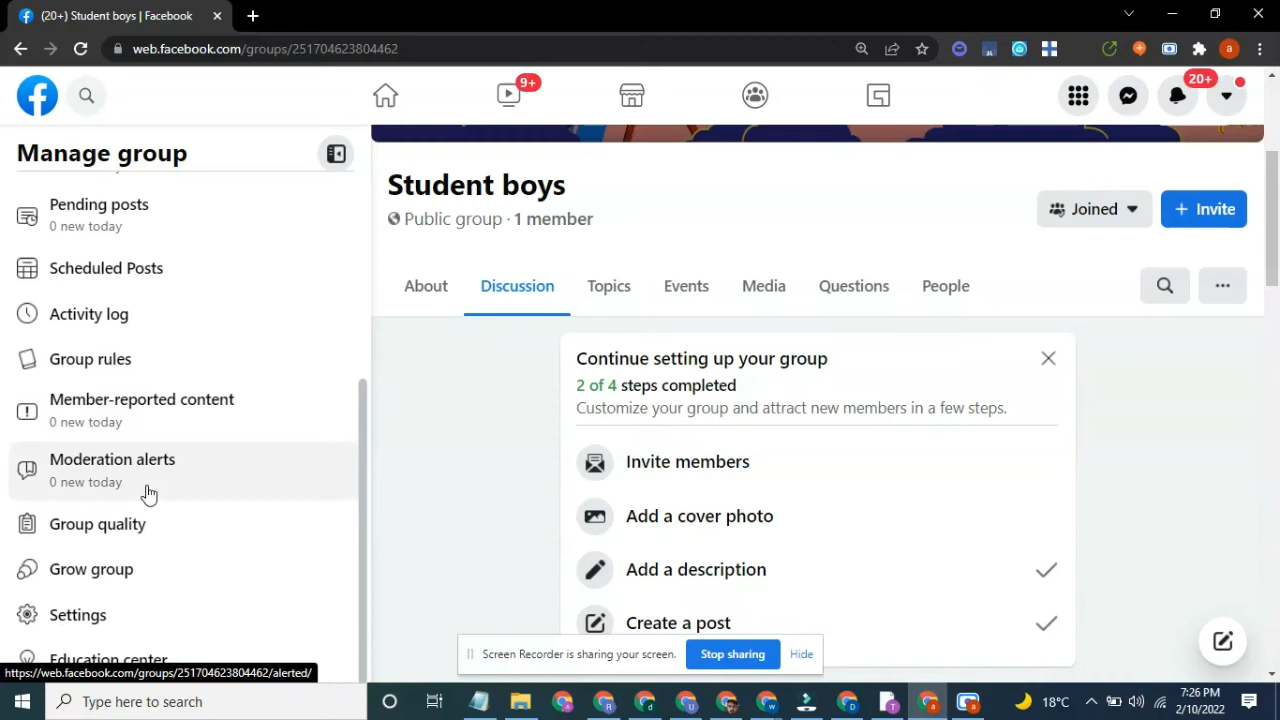 (20+) Student boys | Facebook
web.facebook.com/groups/251704623804462
a
9+
20+
Manage group
Pending posts
0 new today
Scheduled Posts
Activity log
Group rules
Member-reported content
0 new today
Moderation alerts
0 new today
Group quality
Grow group
Settings
Education center
https://web.facebook.com/groups/251704623804462/alerted/
Student boys
Public group · 1 member
Joined
+ Invite
About
Discussion
Topics
Events
Media
Questions
People
Continue setting up your group
2 of 4 steps completed
Customize your group and attract new members in a few steps.
Invite members
Add a cover photo
Add a description
Create a post
Screen Recorder is sharing your screen.
Stop sharing
Hide
Type here to search
18°C
7:26 PM
2/10/2022